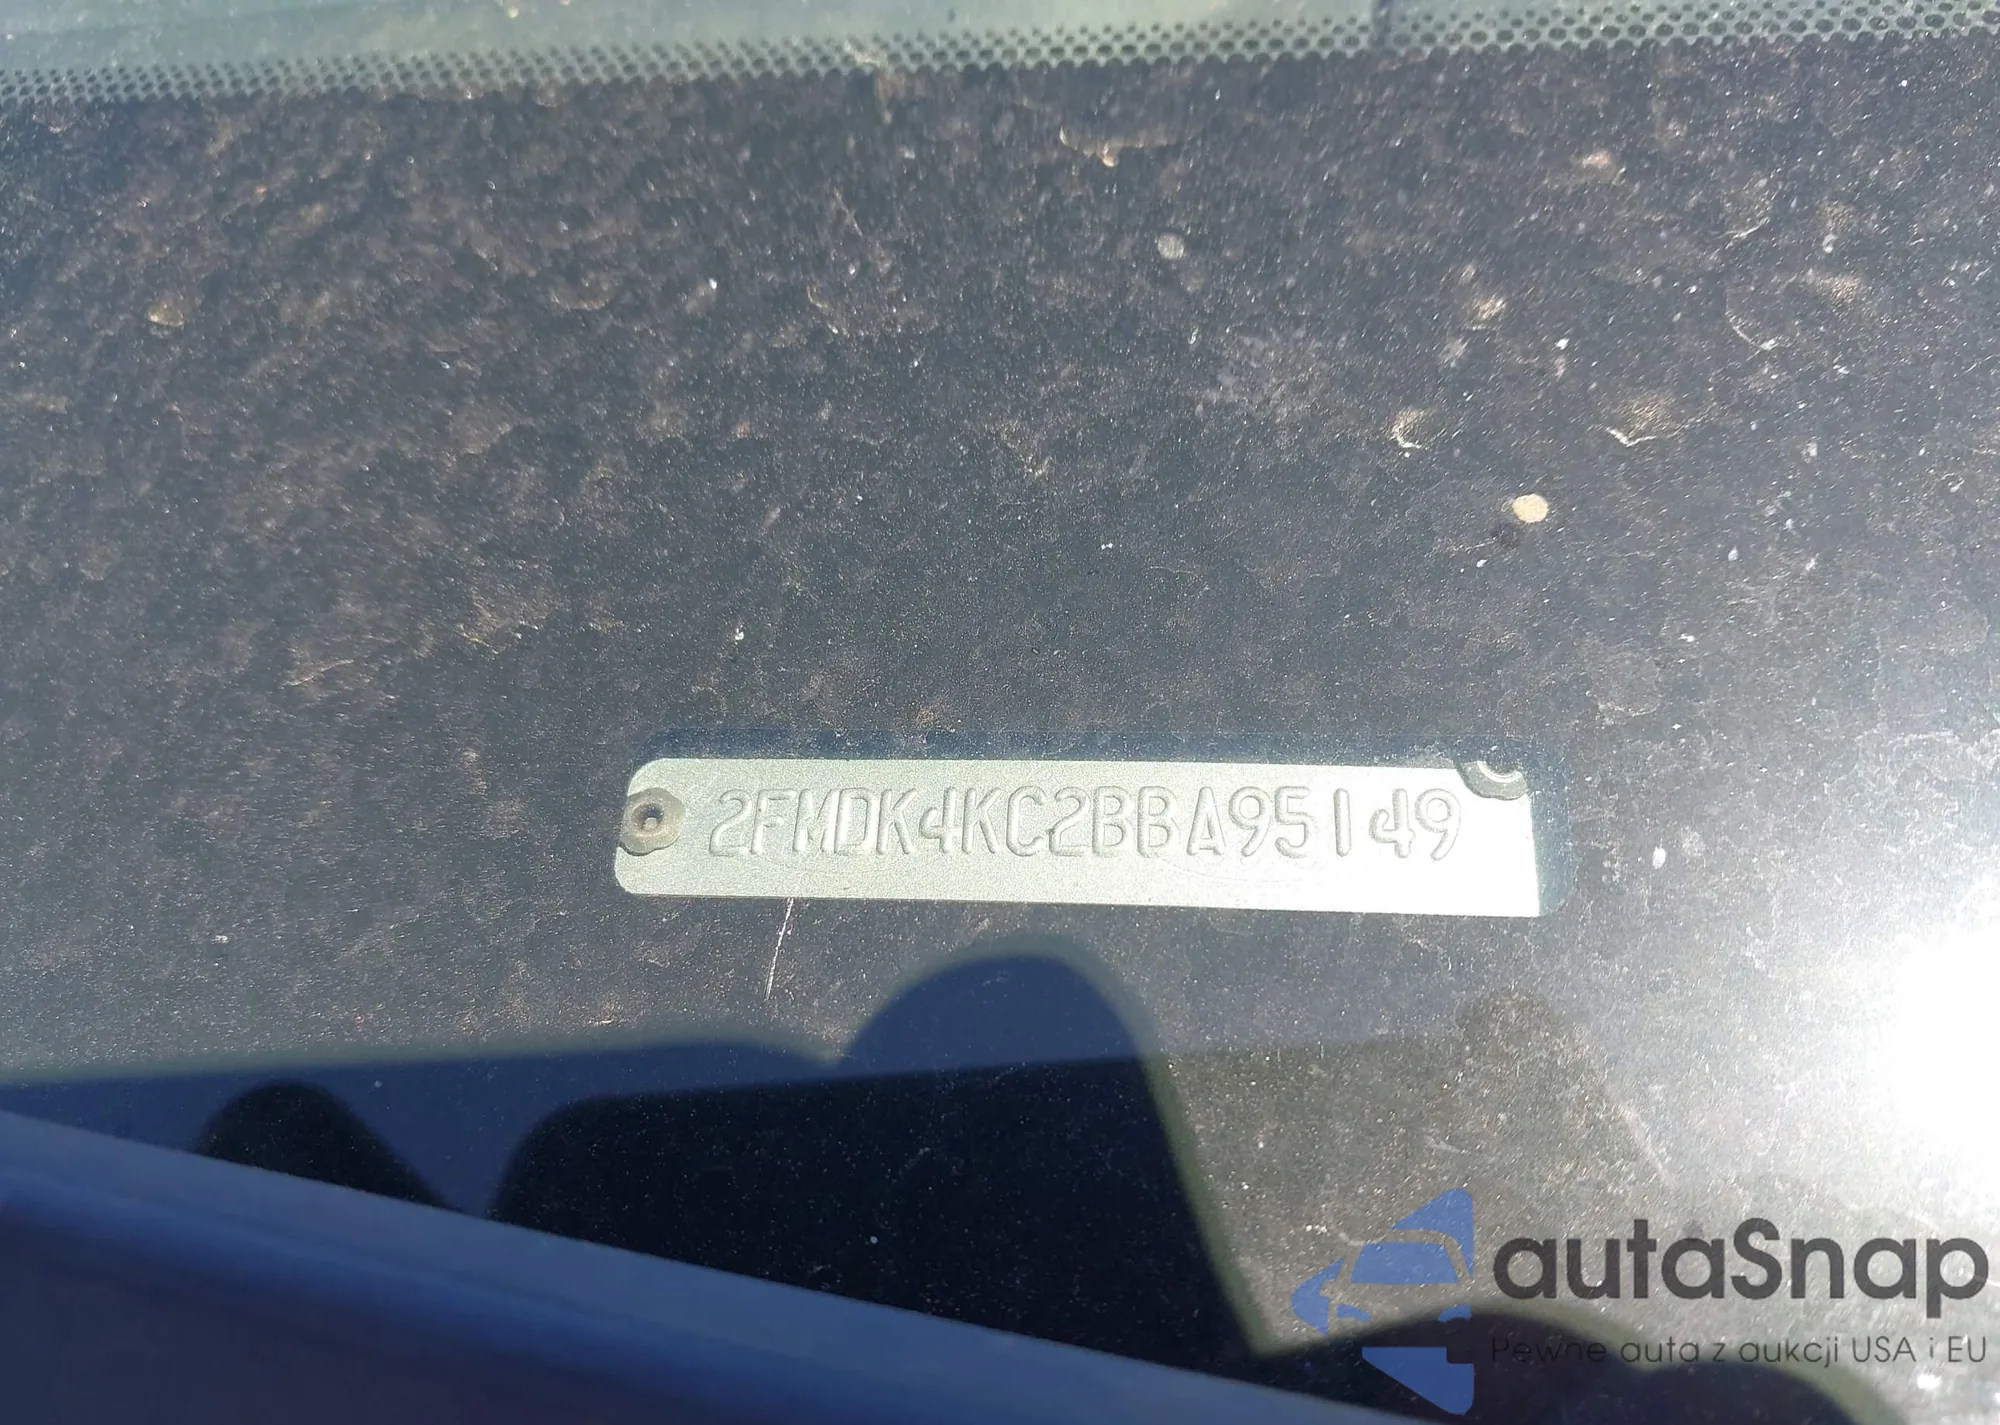 2FMDK4KC2BBA95149
autaSnap
Pewne auta z aukcji USA i EU